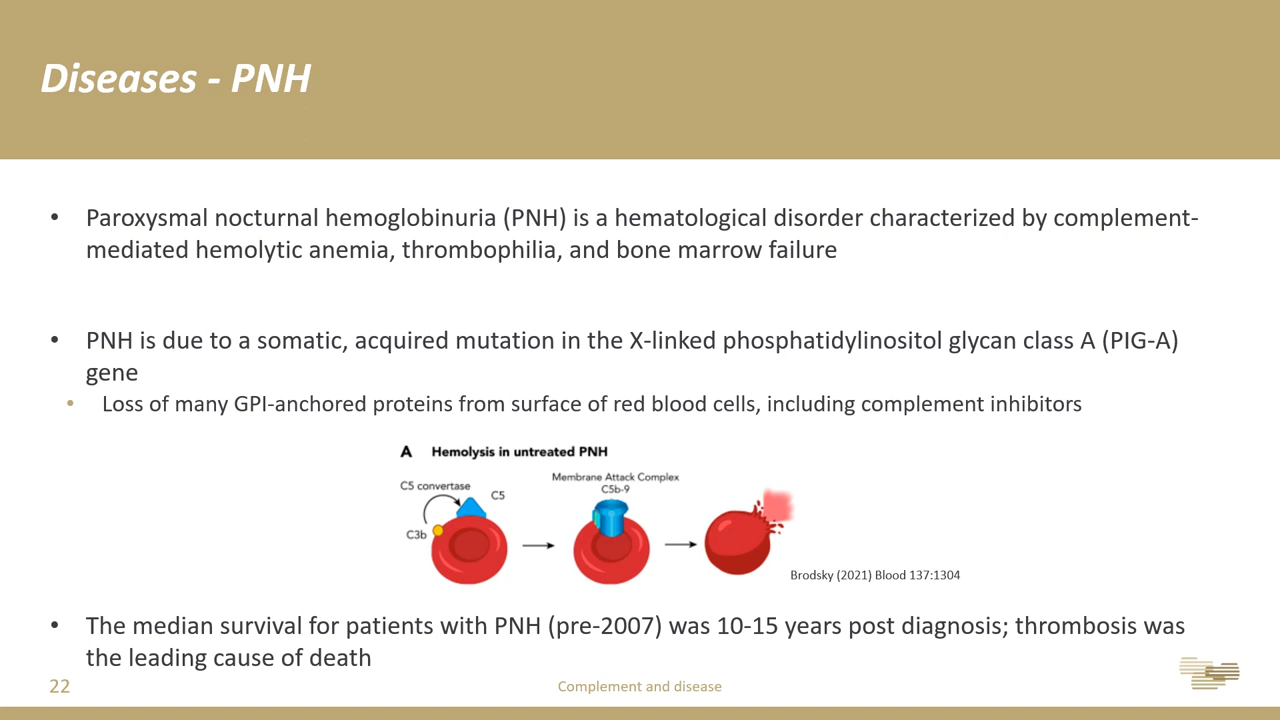 Diseases - PNH
• Paroxysmal nocturnal hemoglobinuria (PNH) is a hematological disorder characterized by complement-
mediated hemolytic anemia, thrombophilia, and bone marrow failure
• PNH is due to a somatic, acquired mutation in the X-linked phosphatidylinositol glycan class A (PIG-A)
gene
• Loss of many GPI-anchored proteins from surface of red blood cells, including complement inhibitors
A Hemolysis in untreated PNH
C5 convertase
C5
C3b
Membrane Attack Complex
C5b-9
Brodsky (2021) Blood 137:1304
• The median survival for patients with PNH (pre-2007) was 10-15 years post diagnosis; thrombosis was
the leading cause of death
22
Complement and disease